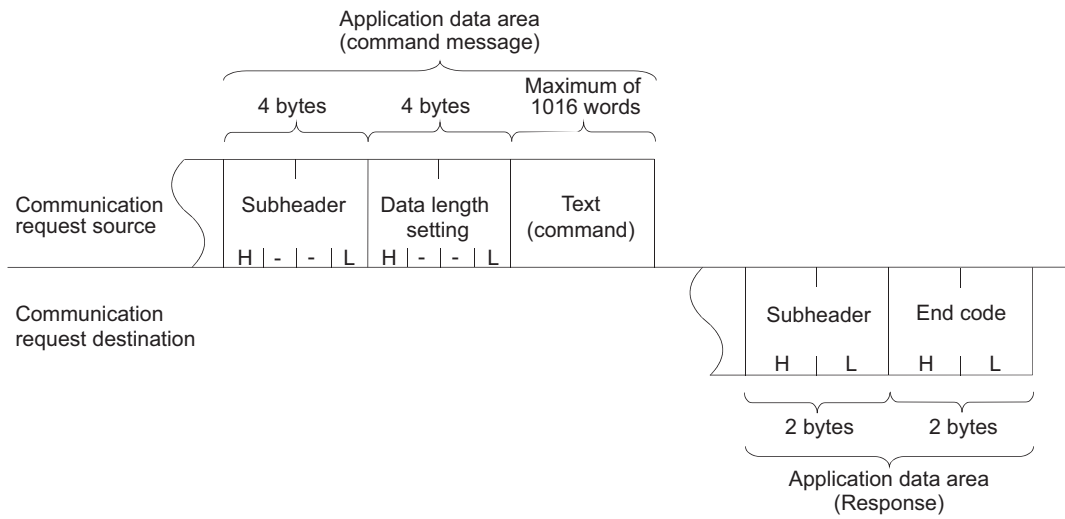 Application data area
(command message)
4 bytes
4 bytes
Maximum of
1016 words
Communication
request source
Subheader
Data length
setting
Text
(command)
H - - L H - - L
Communication
request destination
Subheader
End code
H L H L
2 bytes
2 bytes
Application data area
(Response)